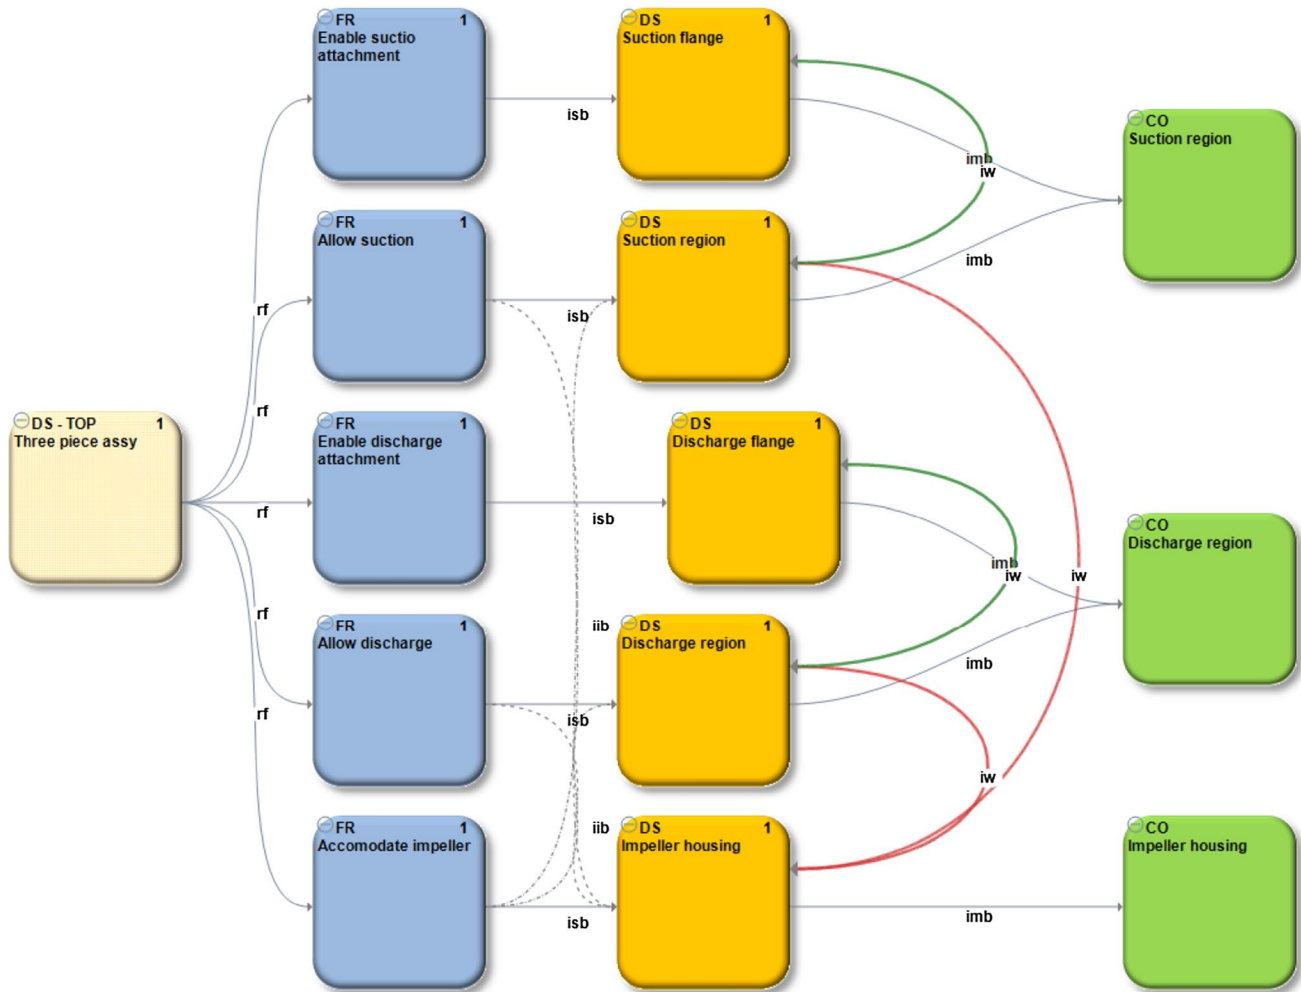 FR 1
Enable suctio
attachment
DS 1
Suction flange
CO
Suction region
isb
imb
iw
FR 1
Allow suction
DS 1
Suction region
imb
rf
isb
rf
DS - TOP 1
Three piece assy
FR 1
Enable discharge
attachment
DS 1
Discharge flange
rf
isb
CO
Discharge region
imb
iw
iw
rf
FR 1
Allow discharge
iib
DS 1
Discharge region
imb
rf
isb
iw
FR 1
Accomodate impeller
iib
DS 1
Impeller housing
CO
Impeller housing
isb
imb